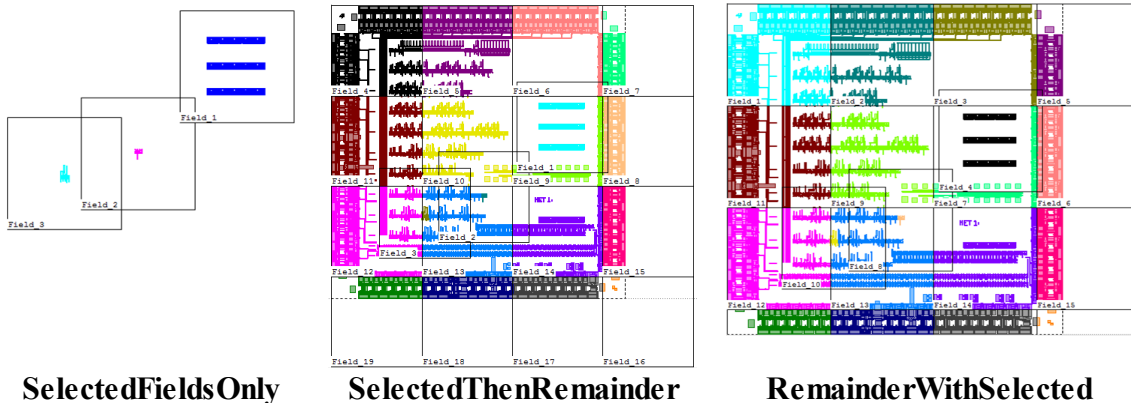 Field_1
Field_2
Field_3
SelectedFieldsOnly
Field_4 Field_5 Field_6 Field_7
Field_1
Field_11* Field_10 Field_9 Field_8
HET1
Field_2
Field_3
Field_12 Field_13 Field_14 Field_15
Field_19 Field_18 Field_17 Field_16
SelectedThenRemainder
Field_1 Field_2 Field_3 Field_5
Field_4
Field_11 Field_9 Field_7 Field_6
HET1
Field_8
Field_10
Field_12 Field_13 Field_14 Field_15
RemainderWithSelected